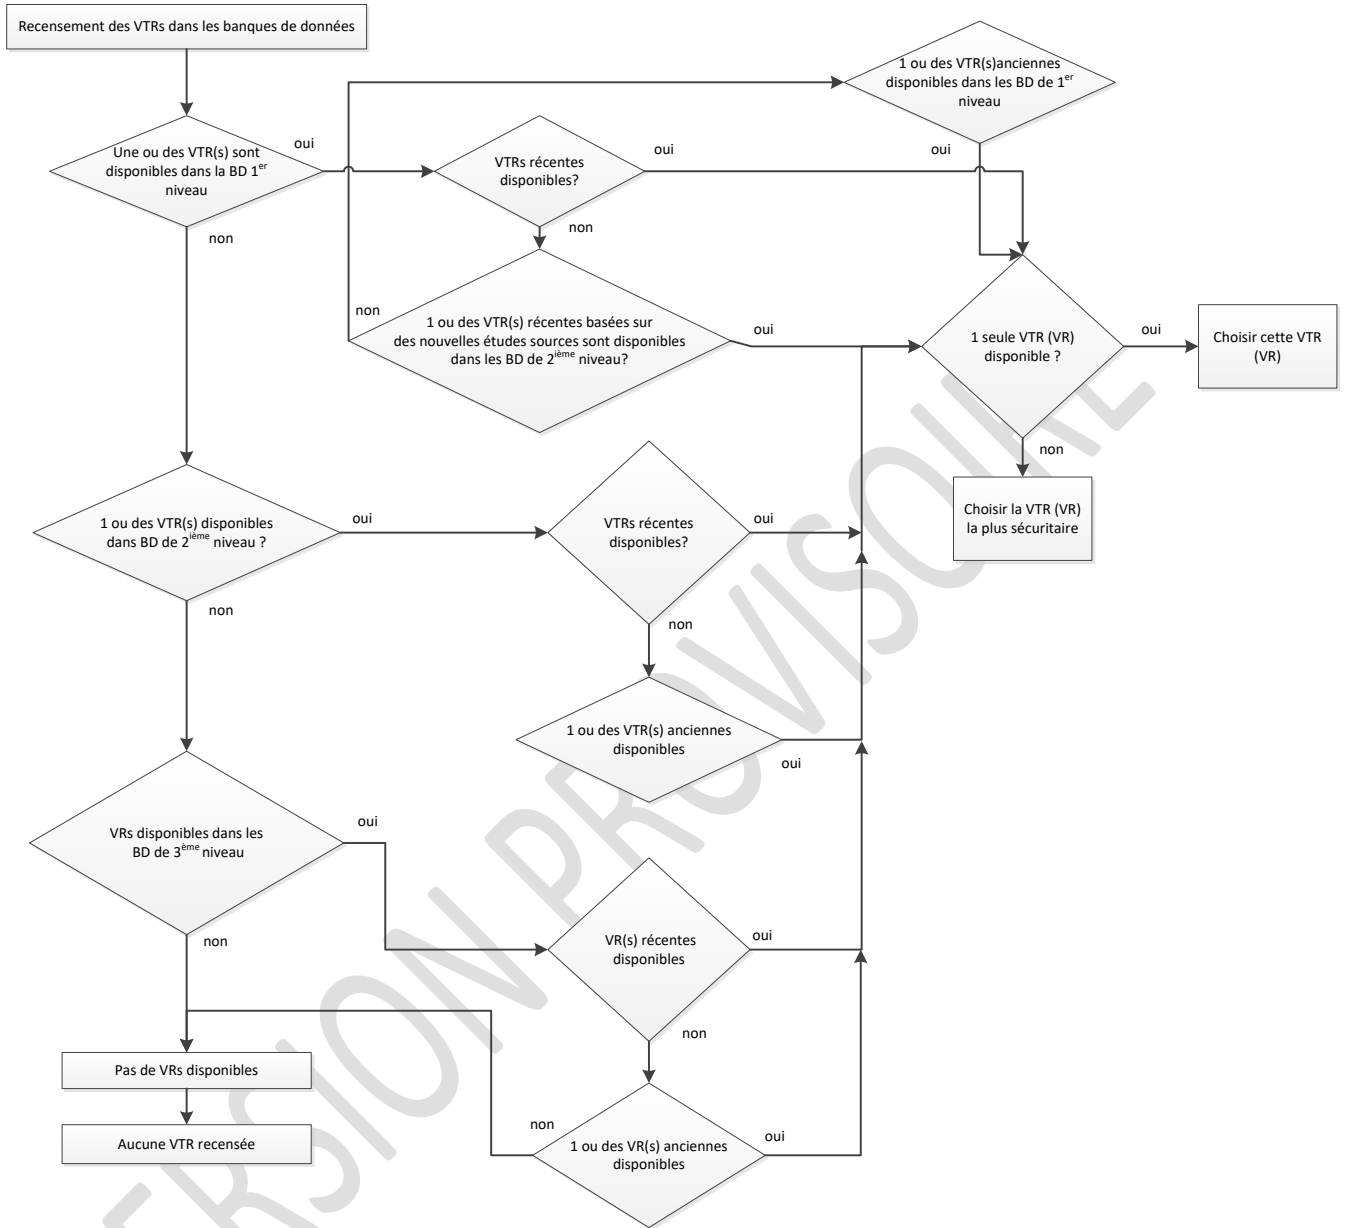 Recensement des VTRs dans les banques de données
1 ou des VTR(s)anciennes
disponibles dans les BD de 1er
niveau
oui
Une ou des VTR(s) sont
disponibles dans la BD 1er
niveau
oui
non
VTRs récentes
disponibles?
oui
non
1 ou des VTR(s) récentes basées sur
des nouvelles études sources sont disponibles
dans les BD de 2ième niveau?
non
oui
1 seule VTR (VR)
disponible ?
oui
non
Choisir cette VTR
(VR)
Choisir la VTR (VR)
la plus sécuritaire
1 ou des VTR(s) disponibles
dans BD de 2ième niveau ?
oui
non
VTRs récentes
disponibles?
oui
non
1 ou des VTR(s) anciennes
disponibles
oui
VRs disponibles dans les
BD de 3ème niveau
oui
non
VR(s) récentes
disponibles
oui
non
Pas de VRs disponibles
Aucune VTR recensée
1 ou des VR(s) anciennes
disponibles
non
oui
ERSION PROVISOIRE